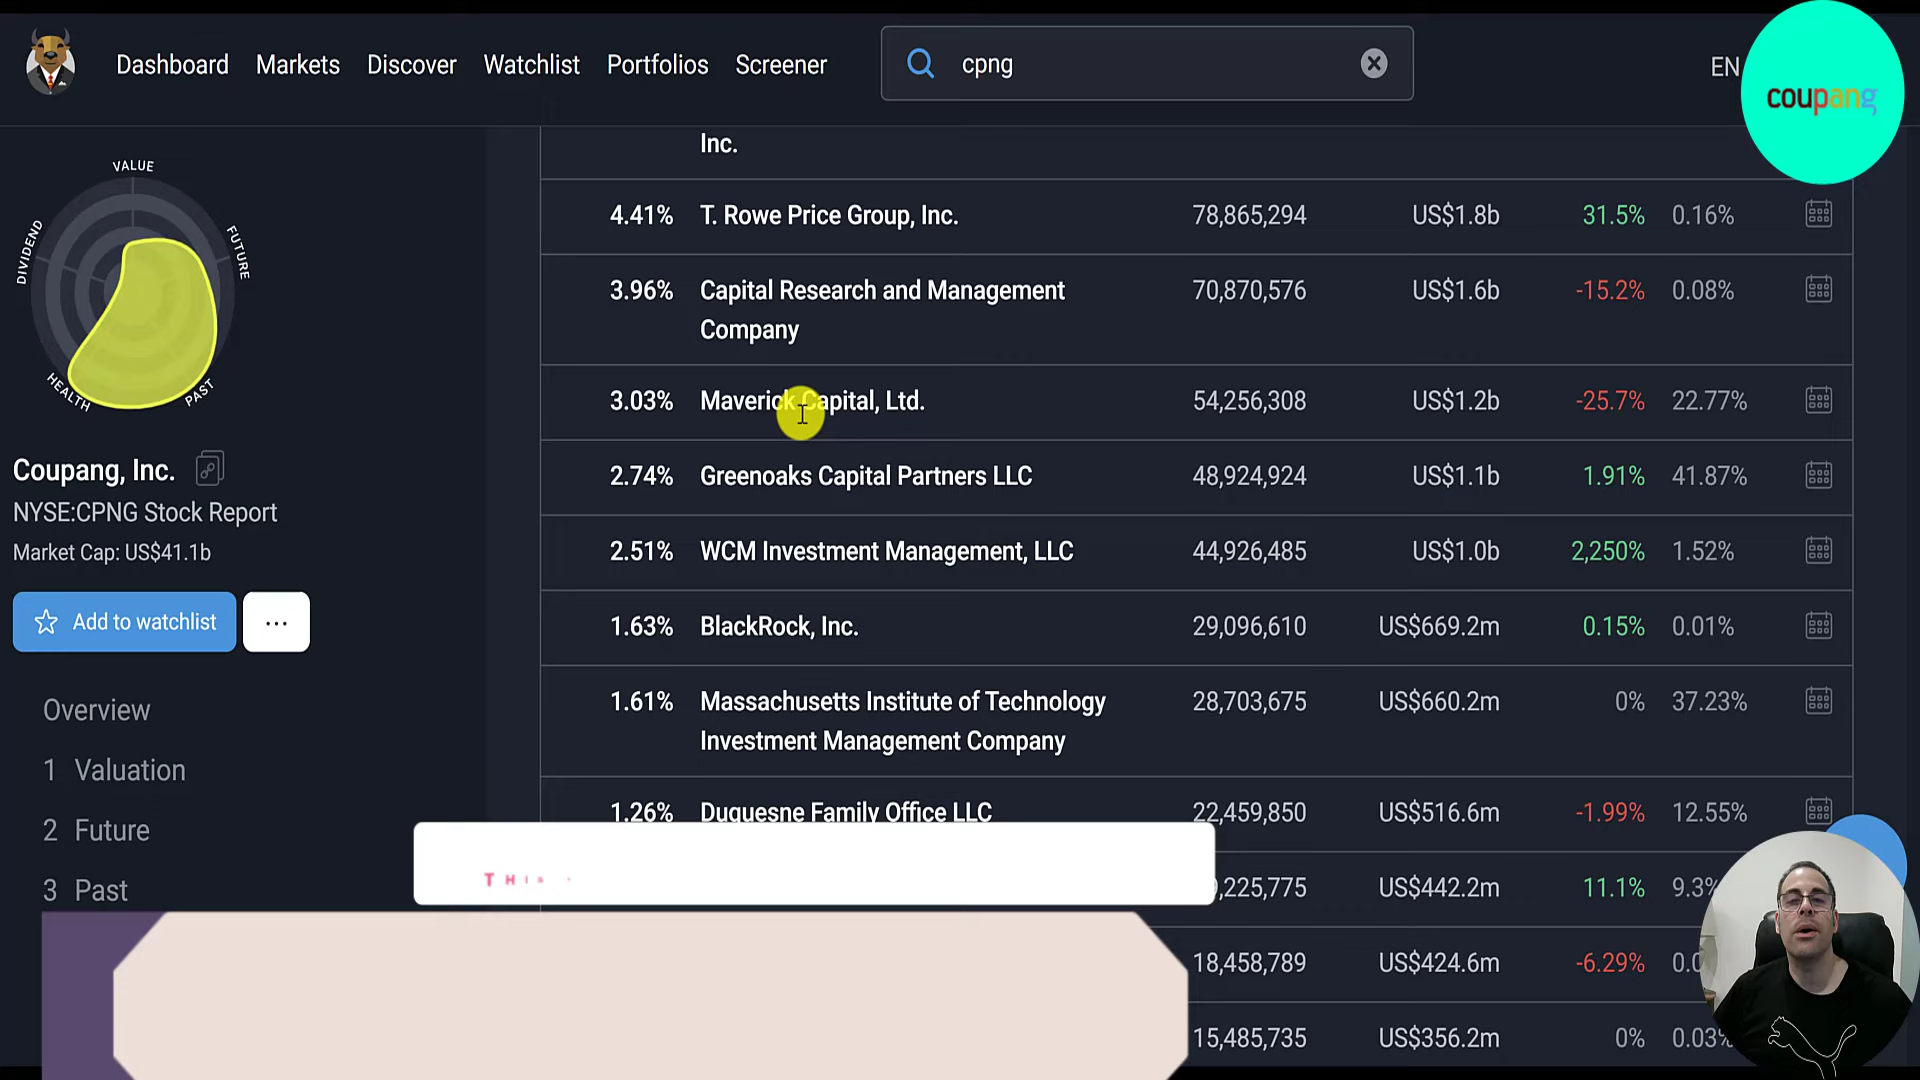 Dashboard Markets Discover Watchlist Portfolios Screener cpng EN
coupang
VALUE
FUTURE
DIVIDEND
HEALTH
PAST
Coupang, Inc.
NYSE:CPNG Stock Report
Market Cap: US$41.1b
Add to watchlist ...
Overview
1 Valuation
2 Future
3 Past
Inc.
4.41% T. Rowe Price Group, Inc. 78,865,294 US$1.8b 31.5% 0.16%
3.96% Capital Research and Management 70,870,576 US$1.6b -15.2% 0.08%
Company
3.03% Maverick Capital, Ltd. 54,256,308 US$1.2b -25.7% 22.77%
2.74% Greenoaks Capital Partners LLC 48,924,924 US$1.1b 1.91% 41.87%
2.51% WCM Investment Management, LLC 44,926,485 US$1.0b 2,250% 1.52%
1.63% BlackRock, Inc. 29,096,610 US$669.2m 0.15% 0.01%
1.61% Massachusetts Institute of Technology 28,703,675 US$660.2m 0% 37.23%
Investment Management Company
1.26% Duquesne Family Office LLC 22,459,850 US$516.6m -1.99% 12.55%
,225,775 US$442.2m 11.1% 9.3
18,458,789 US$424.6m -6.29% 0.0
15,485,735 US$356.2m 0% 0.03%
THIS